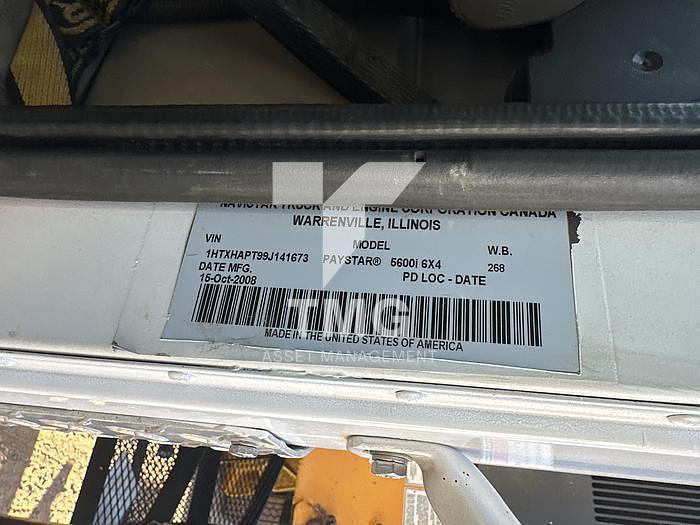 NAVISTAR TRUCK AND ENGINE CORPORATION CANADA
WARRENVILLE, ILLINOIS
VIN MODEL W.B.
1HTXHAPT99J141673 PAYSTAR® 5600i 6X4 268
DATE MFG. PD LOC - DATE
15-Oct-2008
MADE IN THE UNITED STATES OF AMERICA
TMG
ASSET MANAGEMENT